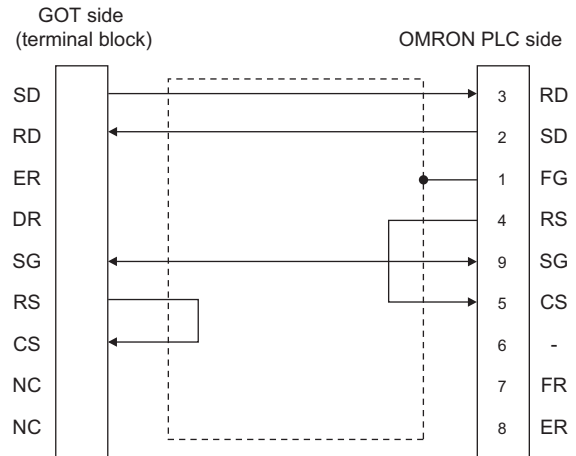 GOT side
(terminal block)
OMRON PLC side
SD 3 RD
RD 2 SD
ER 1 FG
DR 4 RS
SG 9 SG
RS 5 CS
CS 6 -
NC 7 FR
NC 8 ER